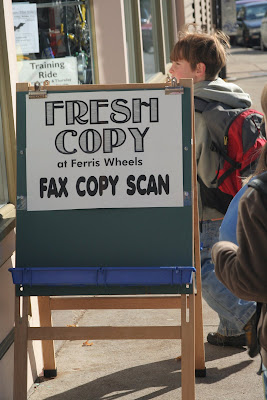 Training
Ride
FRESH
COPY
at Ferris Wheels
FAX COPY SCAN